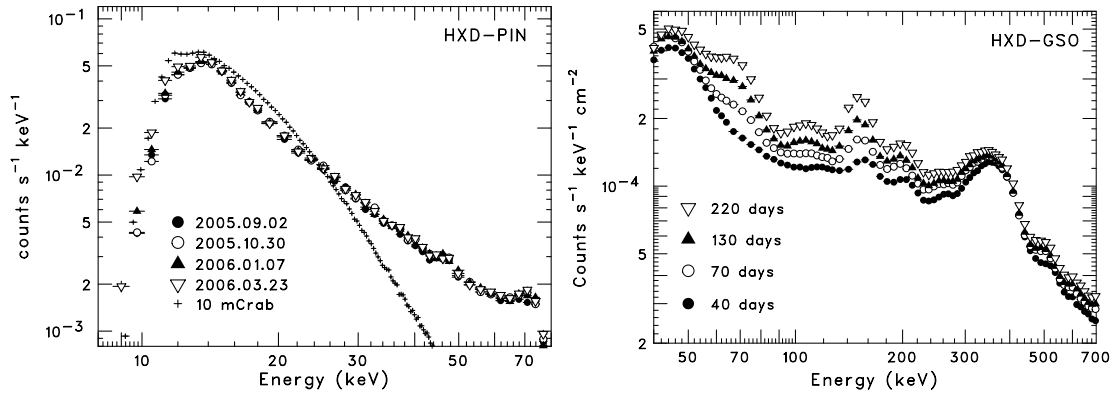 HXD-PIN
counts s⁻¹ keV⁻¹
10⁻¹
5
2
10⁻²
5
2
10⁻³
2005.09.02
2005.10.30
2006.01.07
2006.03.23
10 mCrab
10 20 30 50 70
Energy (keV)
HXD-GSO
Counts s⁻¹ keV⁻¹ cm⁻²
5
2
10⁻⁴
5
2
220 days
130 days
70 days
40 days
50 70 100 200 300 500 700
Energy (keV)